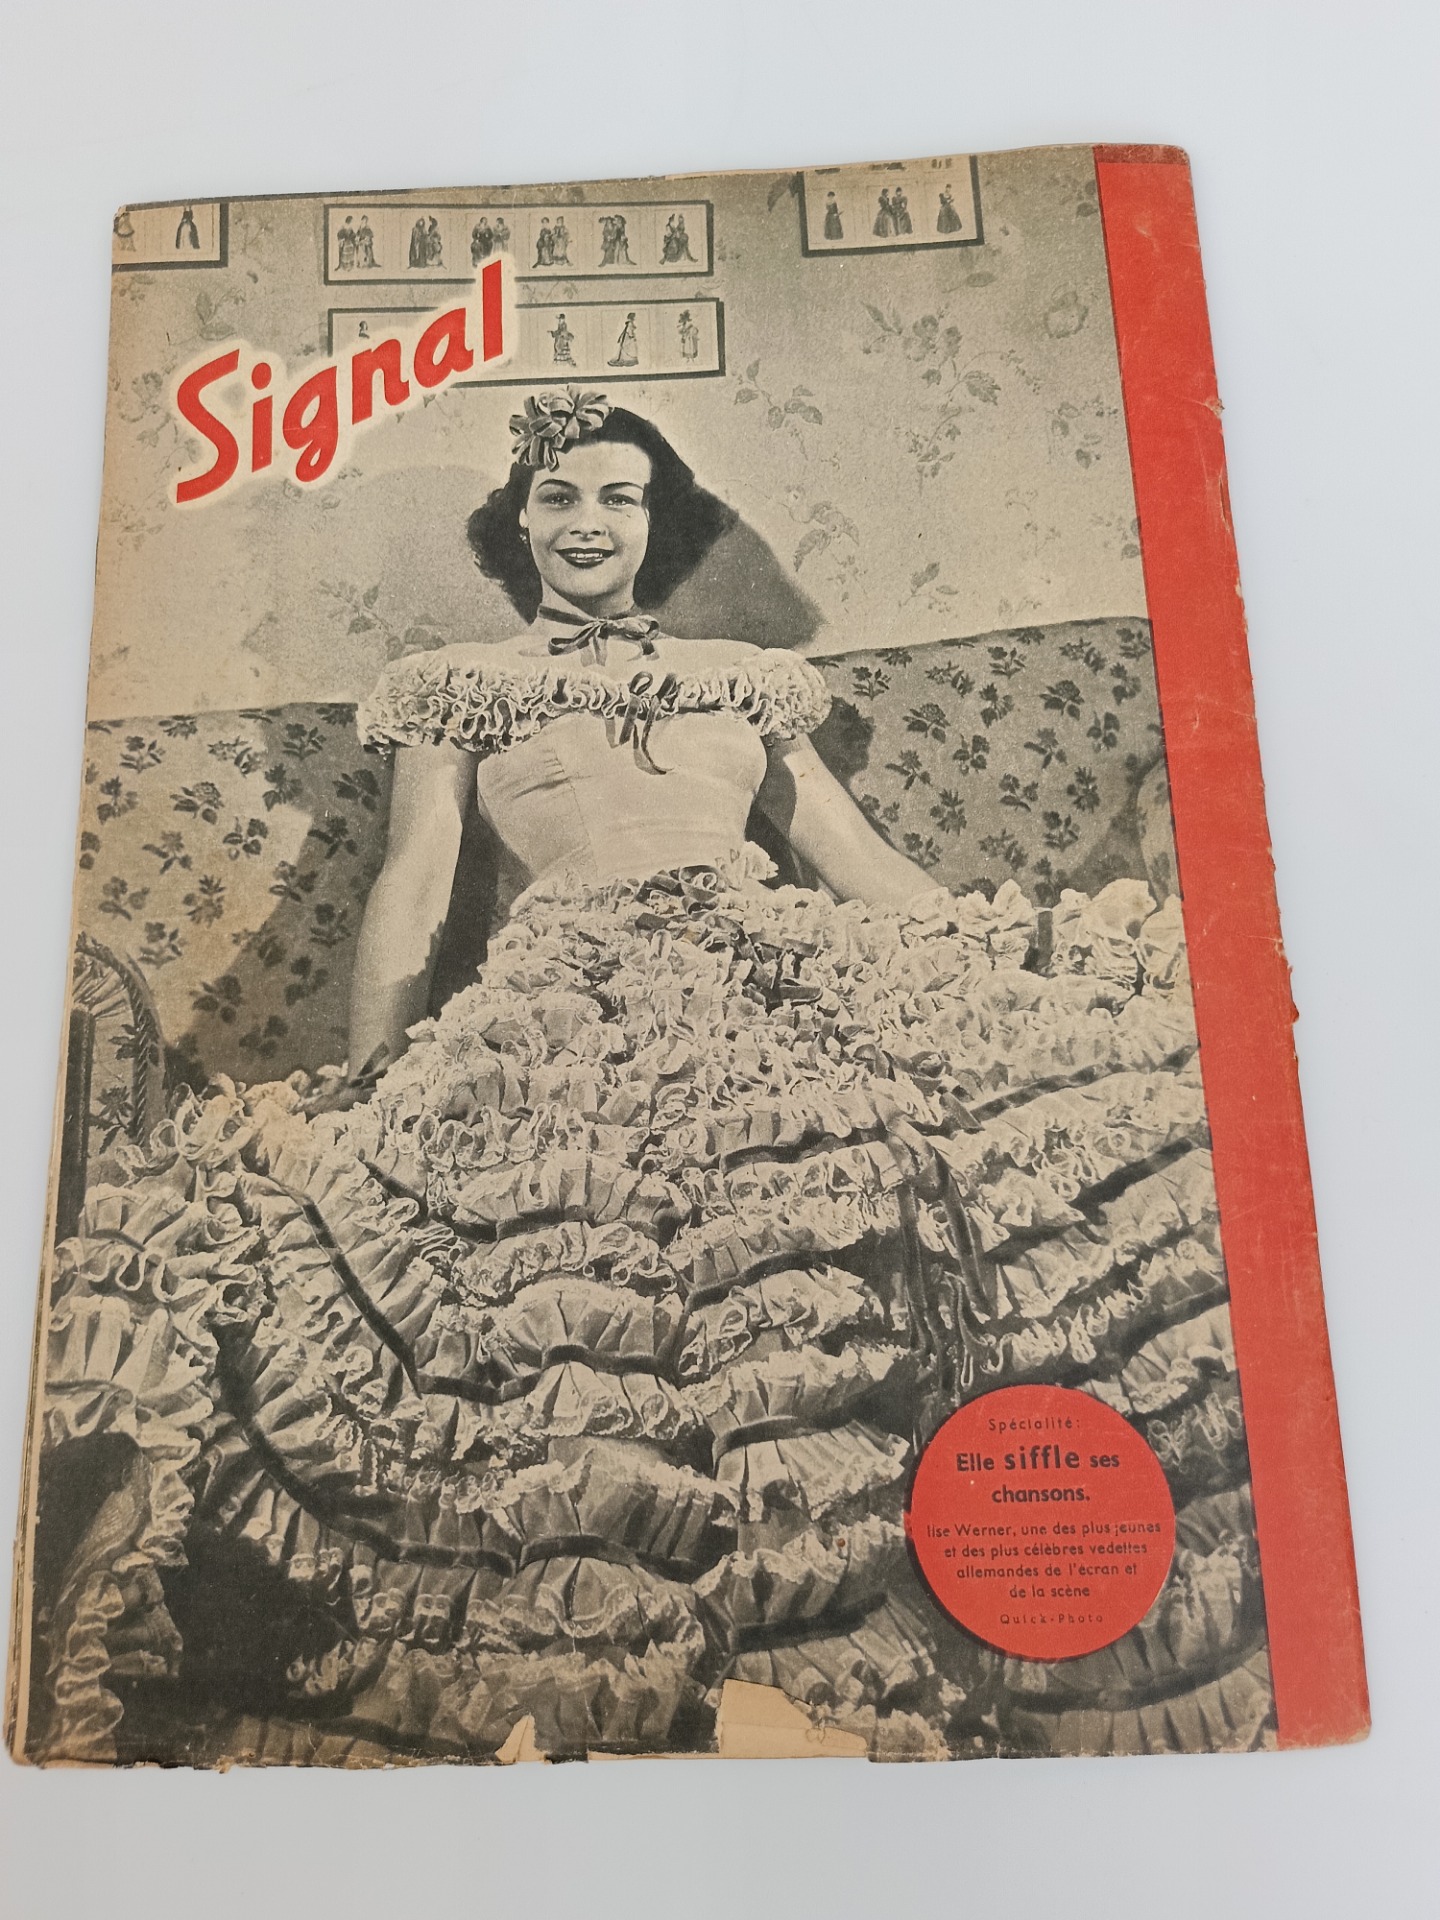 Signal
Spécialité:
Elle siffle ses
chansons.
Ilse Werner, une des plus jeunes
et des plus célèbres vedettes
allemandes de l'écran et
de la scène
Quick-Photo